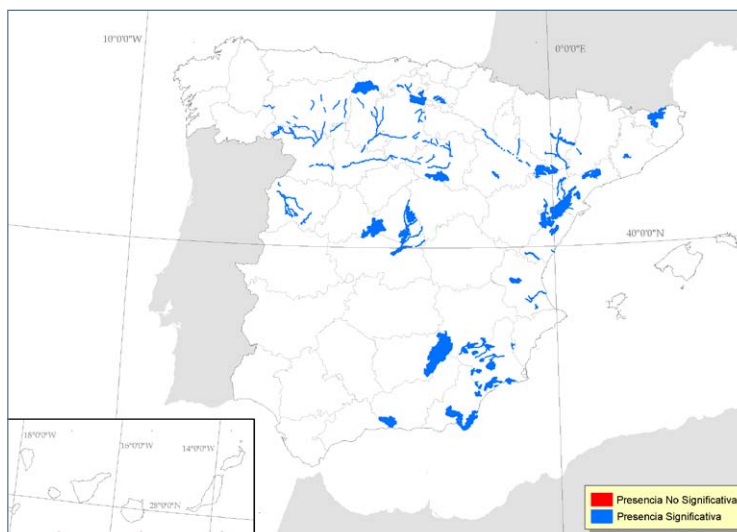 10°0'0"W
0°0'0"E
40°0'0"N
18°0'0"W
16°0'0"W
14°0'0"W
28°0'0"N
Presencia No Significativa
Presencia Significativa